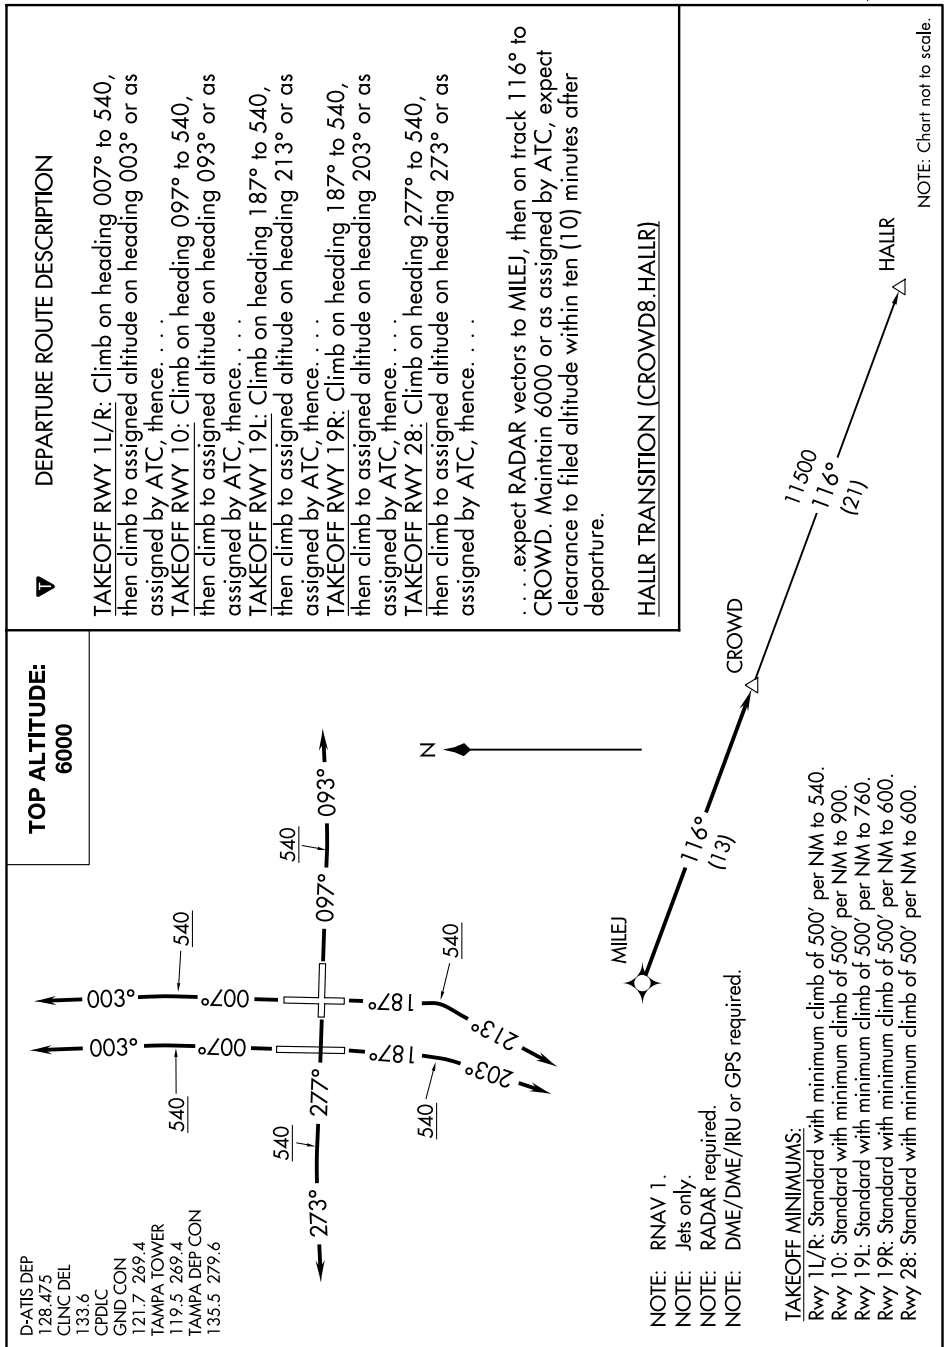 D-ATIS DEP
128.475
CLNC DEL
133.6
CPDLC
GND CON
121.7 269.4
TAMPA TOWER
119.5 269.4
TAMPA DEP CON
135.5 279.6
TOP ALTITUDE:
6000
T
DEPARTURE ROUTE DESCRIPTION
TAKEOFF RWY 1L/R: Climb on heading 007° to 540,
then climb to assigned altitude on heading 003° or as
assigned by ATC, thence. . . .
TAKEOFF RWY 10: Climb on heading 097° to 540,
then climb to assigned altitude on heading 093° or as
assigned by ATC, thence. . . .
TAKEOFF RWY 19L: Climb on heading 187° to 540,
then climb to assigned altitude on heading 213° or as
assigned by ATC, thence. . . .
TAKEOFF RWY 19R: Climb on heading 187° to 540,
then climb to assigned altitude on heading 203° or as
assigned by ATC, thence. . . .
TAKEOFF RWY 28: Climb on heading 277° to 540,
then climb to assigned altitude on heading 273° or as
assigned by ATC, thence. . . .
. . . .expect RADAR vectors to MILEJ, then on track 116° to
CROWD. Maintain 6000 or as assigned by ATC, expect
clearance to filed altitude within ten (10) minutes after
departure.
HALLR TRANSITION (CROWD8.HALLR)
003°
003°
540
540
007°
007°
273°
540
277°
097°
540
093°
187°
187°
540
540
203°
213°
N
MILEJ
116°
(13)
CROWD
11500
116°
(21)
HALLR
NOTE: RNAV 1.
NOTE: Jets only.
NOTE: RADAR required.
NOTE: DME/DME/IRU or GPS required.
TAKEOFF MINIMUMS:
Rwy 1L/R: Standard with minimum climb of 500' per NM to 540.
Rwy 10: Standard with minimum climb of 500' per NM to 900.
Rwy 19L: Standard with minimum climb of 500' per NM to 760.
Rwy 19R: Standard with minimum climb of 500' per NM to 600.
Rwy 28: Standard with minimum climb of 500' per NM to 600.
NOTE: Chart not to scale.